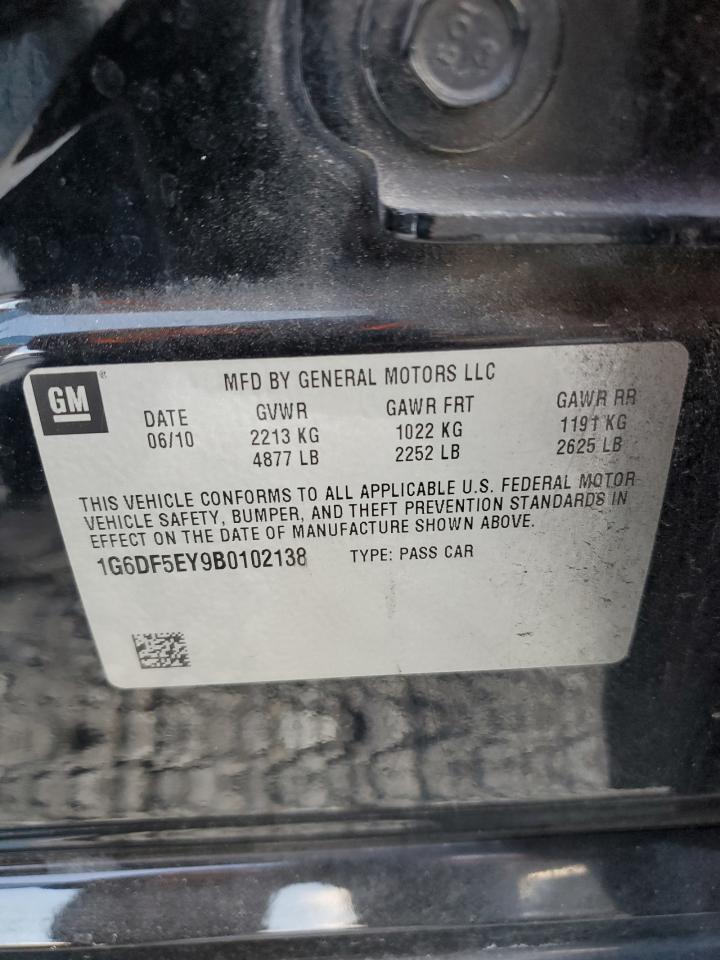 GM
MFD BY GENERAL MOTORS LLC
DATE GVWR GAWR FRT GAWR RR
06/10 2213 KG 1022 KG 1191 KG
4877 LB 2252 LB 2625 LB
THIS VEHICLE CONFORMS TO ALL APPLICABLE U.S. FEDERAL MOTOR
VEHICLE SAFETY, BUMPER, AND THEFT PREVENTION STANDARDS IN
EFFECT ON THE DATE OF MANUFACTURE SHOWN ABOVE.
1G6DF5EY9B0102138 TYPE: PASS CAR